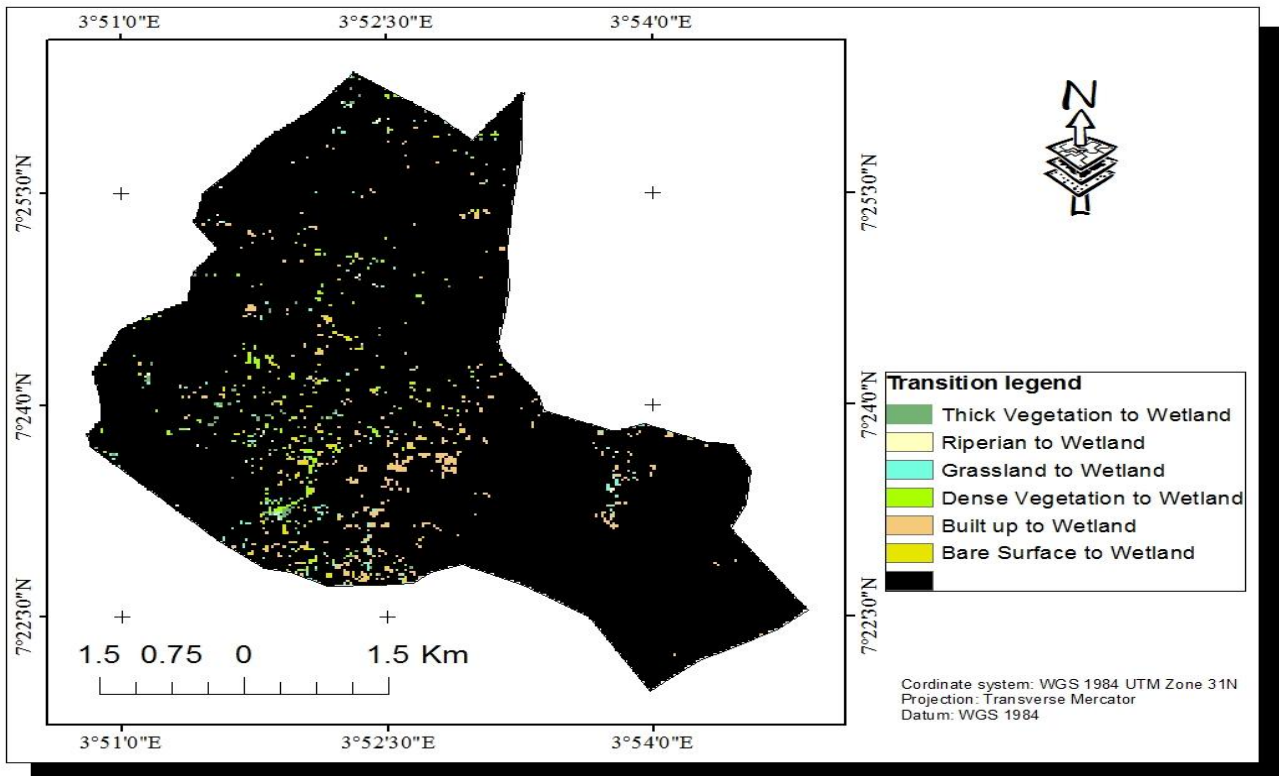 3°51'0"E 3°52'30"E 3°54'0"E
N
7°25'30"N 7°25'30"N
7°24'0"N 7°24'0"N
7°22'30"N 7°22'30"N
Transition legend
Thick Vegetation to Wetland
Riperian to Wetland
Grassland to Wetland
Dense Vegetation to Wetland
Built up to Wetland
Bare Surface to Wetland
1.5 0.75 0 1.5 Km
Cordinate system: WGS 1984 UTM Zone 31N
Projection: Transverse Mercator
Datum: WGS 1984
3°51'0"E 3°52'30"E 3°54'0"E